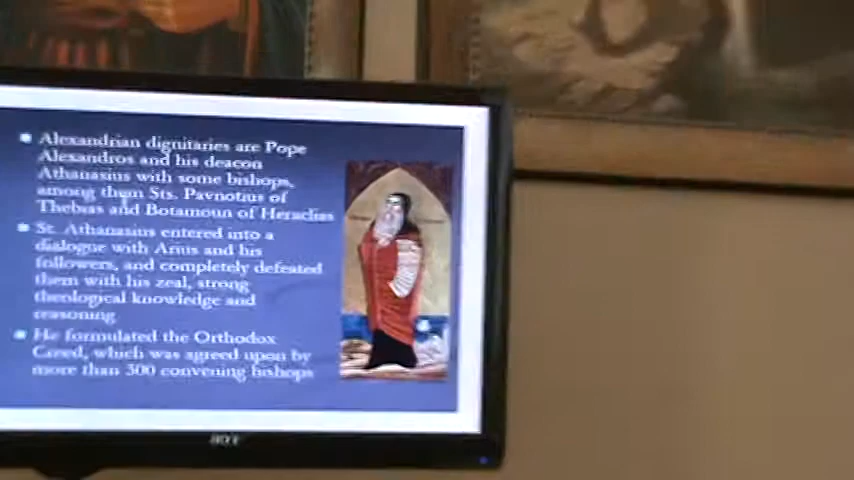 Alexandrian dignitaries are Pope
Alexandros and his deacon
Athanasius with some bishops,
among them Sts. Pavnotius of
Thebias and Botamoun of Heraclias
St. Athanasius entered into a
dialogue with Arius and his
followers, and completely defeated
them with his zeal, strong
theological knowledge and
reasoning
He formulated the Orthodox
Creed, which was agreed upon by
more than 300 convening bishops
acer